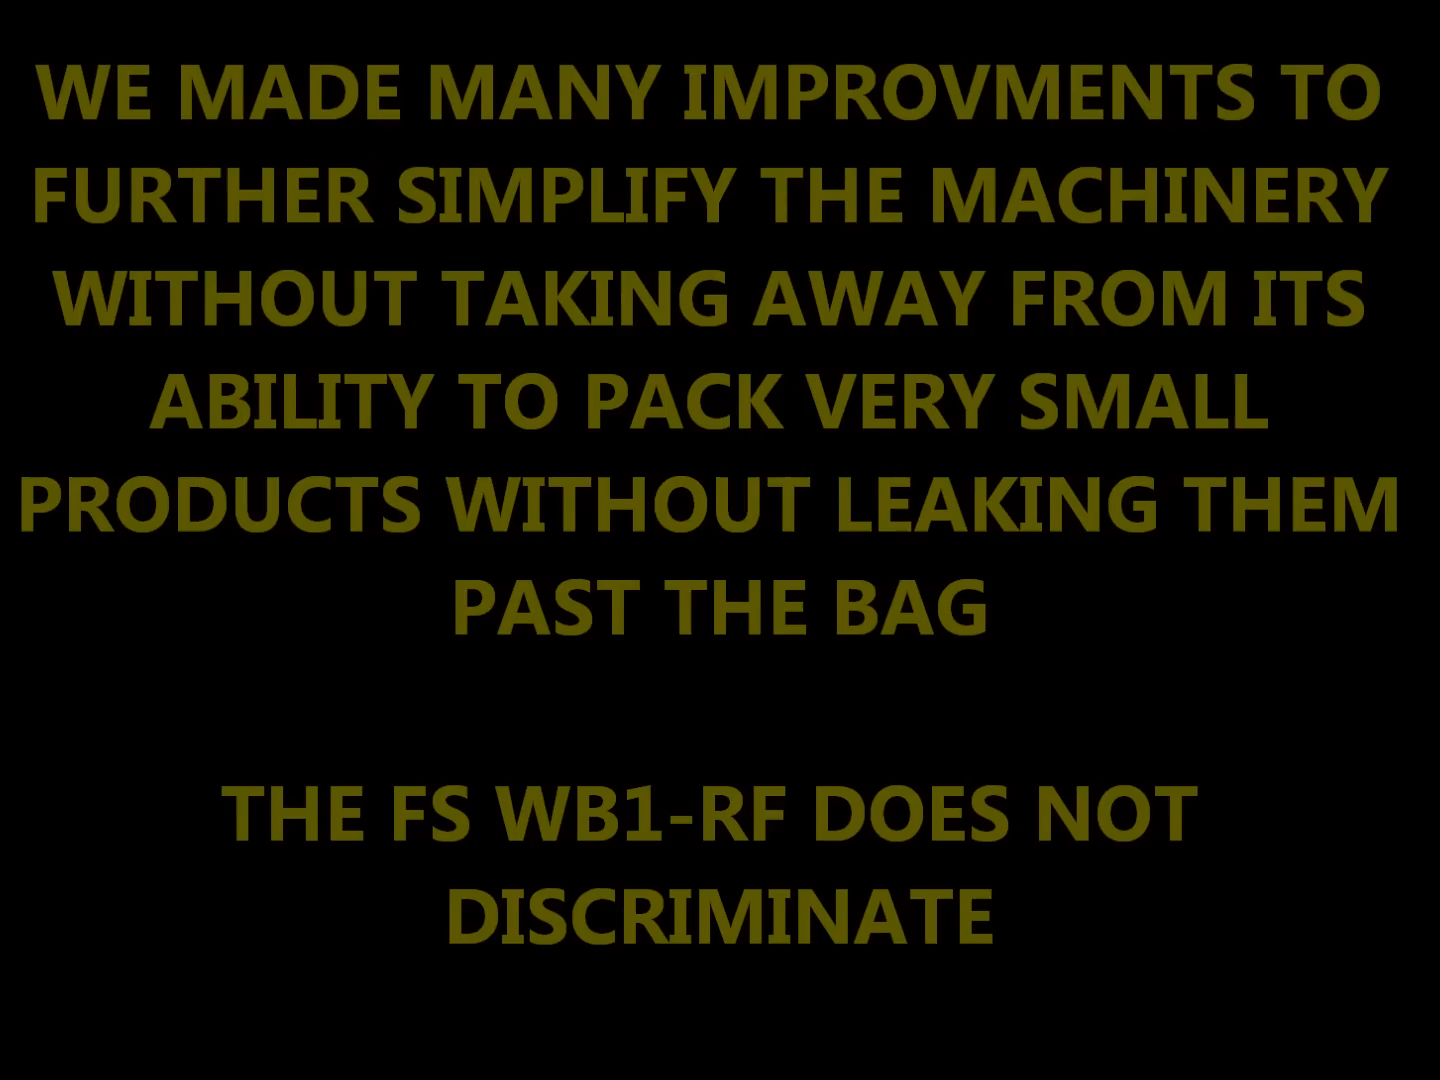 WE MADE MANY IMPROVMENTS TO
FURTHER SIMPLIFY THE MACHINERY
WITHOUT TAKING AWAY FROM ITS
ABILITY TO PACK VERY SMALL
PRODUCTS WITHOUT LEAKING THEM
PAST THE BAG
THE FS WB1-RF DOES NOT
DISCRIMINATE